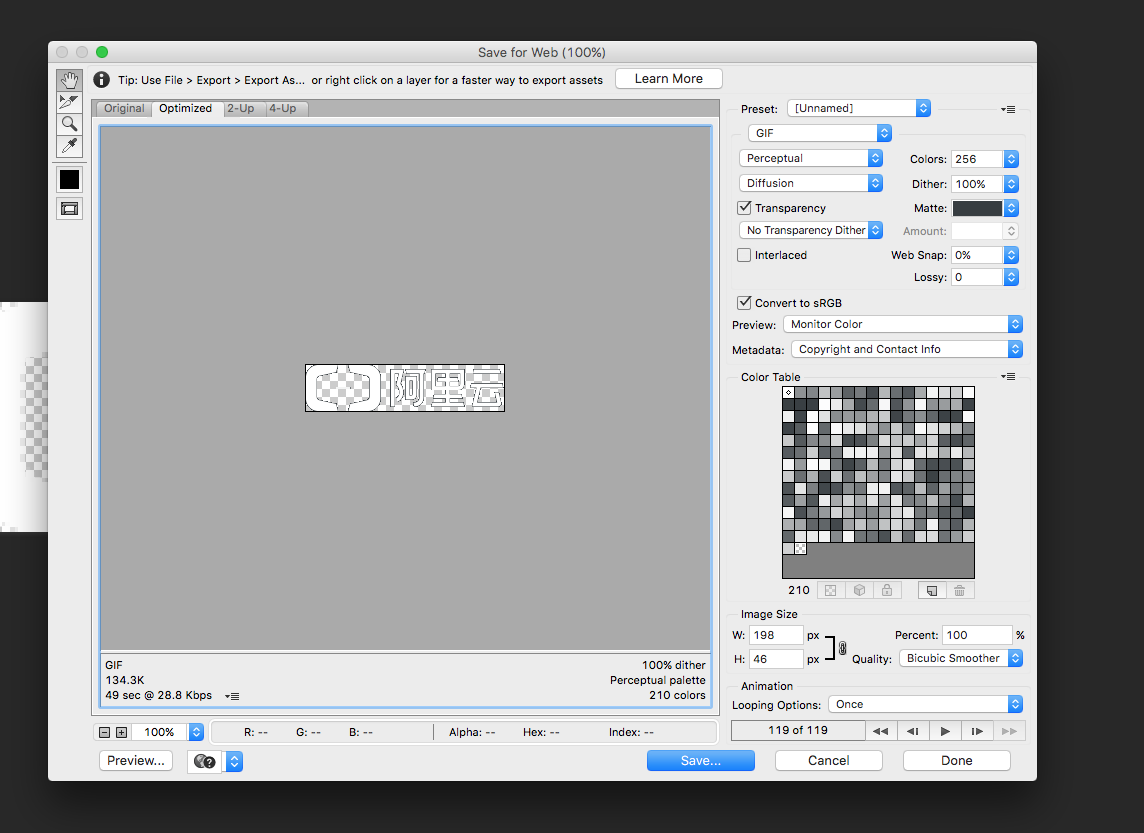 Save for Web (100%)
Tip: Use File > Export > Export As... or right click on a layer for a faster way to export assets
Learn More
Original Optimized 2-Up 4-Up
阿里云
GIF 100% dither
134.3K Perceptual palette
49 sec @ 28.8 Kbps 210 colors
100% R: -- G: -- B: -- Alpha: -- Hex: -- Index: --
Preview... ?
Preset: [Unnamed]
GIF
Perceptual Colors: 256
Diffusion Dither: 100%
Transparency Matte:
No Transparency Dither Amount:
Interlaced Web Snap: 0%
Lossy: 0
Convert to sRGB
Preview: Monitor Color
Metadata: Copyright and Contact Info
Color Table
210
Image Size
W: 198 px Percent: 100 %
H: 46 px Quality: Bicubic Smoother
Animation
Looping Options: Once
119 of 119
Save... Cancel Done